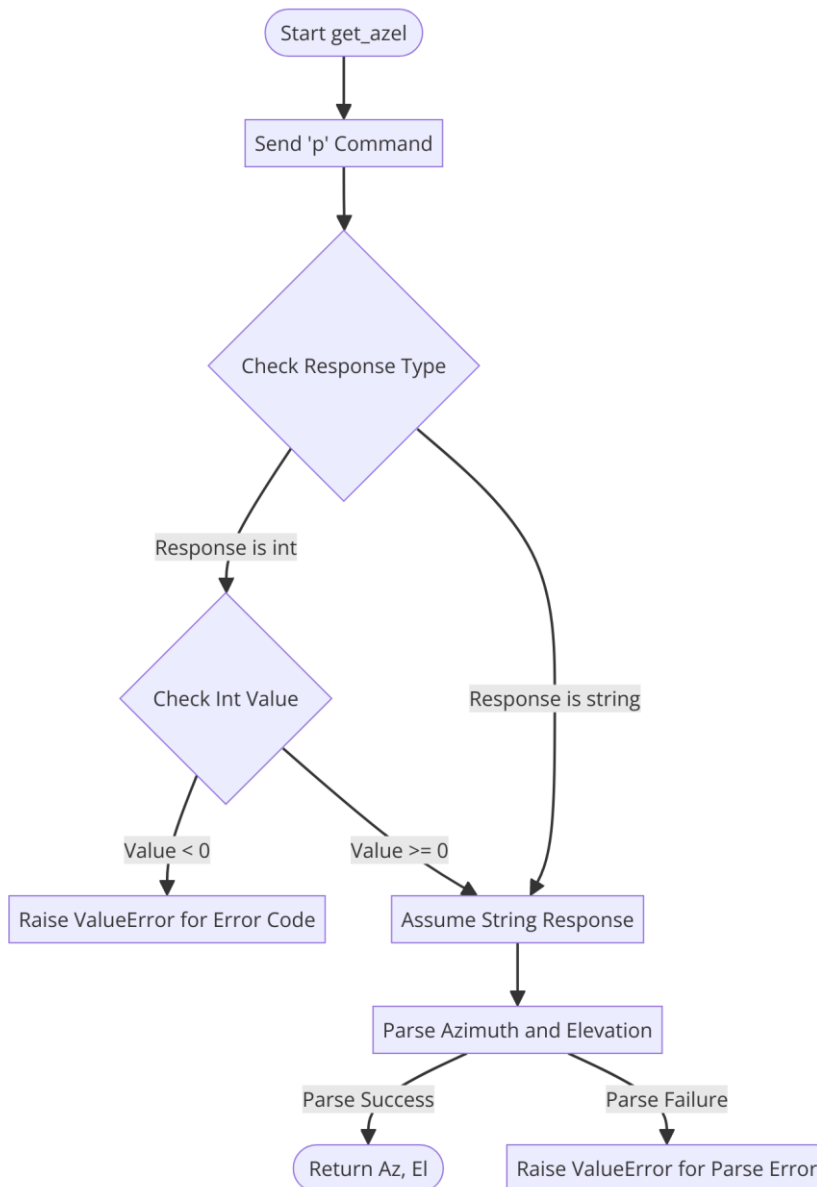 Start get_azel
Send 'p' Command
Check Response Type
Response is int
Check Int Value
Response is string
Value < 0
Value >= 0
Raise ValueError for Error Code
Assume String Response
Parse Azimuth and Elevation
Parse Success
Parse Failure
Return Az, El
Raise ValueError for Parse Error